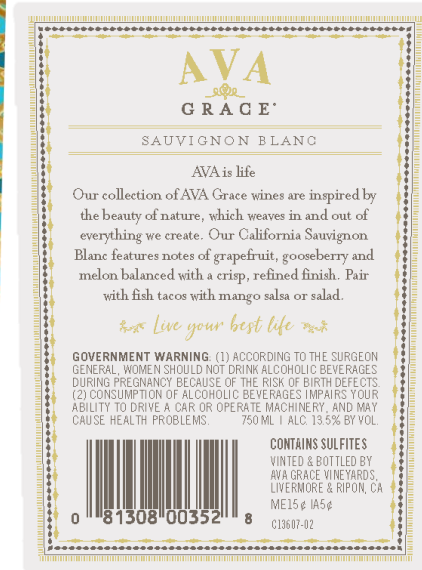 AVA
GRACE®
SAUVIGNON BLANC
AVA is life
Our collection of AVA Grace wines are inspired by
the beauty of nature, which weaves in and out of
everything we create. Our California Sauvignon
Blanc features notes of grapefruit, gooseberry and
melon balanced with a crisp, refined finish. Pair
with fish tacos with mango salsa or salad.
Live your best life
GOVERNMENT WARNING: (1) ACCORDING TO THE SURGEON
GENERAL, WOMEN SHOULD NOT DRINK ALCOHOLIC BEVERAGES
DURING PREGNANCY BECAUSE OF THE RISK OF BIRTH DEFECTS.
(2) CONSUMPTION OF ALCOHOLIC BEVERAGES IMPAIRS YOUR
ABILITY TO DRIVE A CAR OR OPERATE MACHINERY, AND MAY
CAUSE HEALTH PROBLEMS. 750 ML | ALC. 13.5% BY VOL.
CONTAINS SULFITES
VINTED & BOTTLED BY
AVA GRACE VINEYARDS,
LIVERMORE & RIPON, CA
ME15¢ IA5¢
C13607-02
0 81308 00352 8